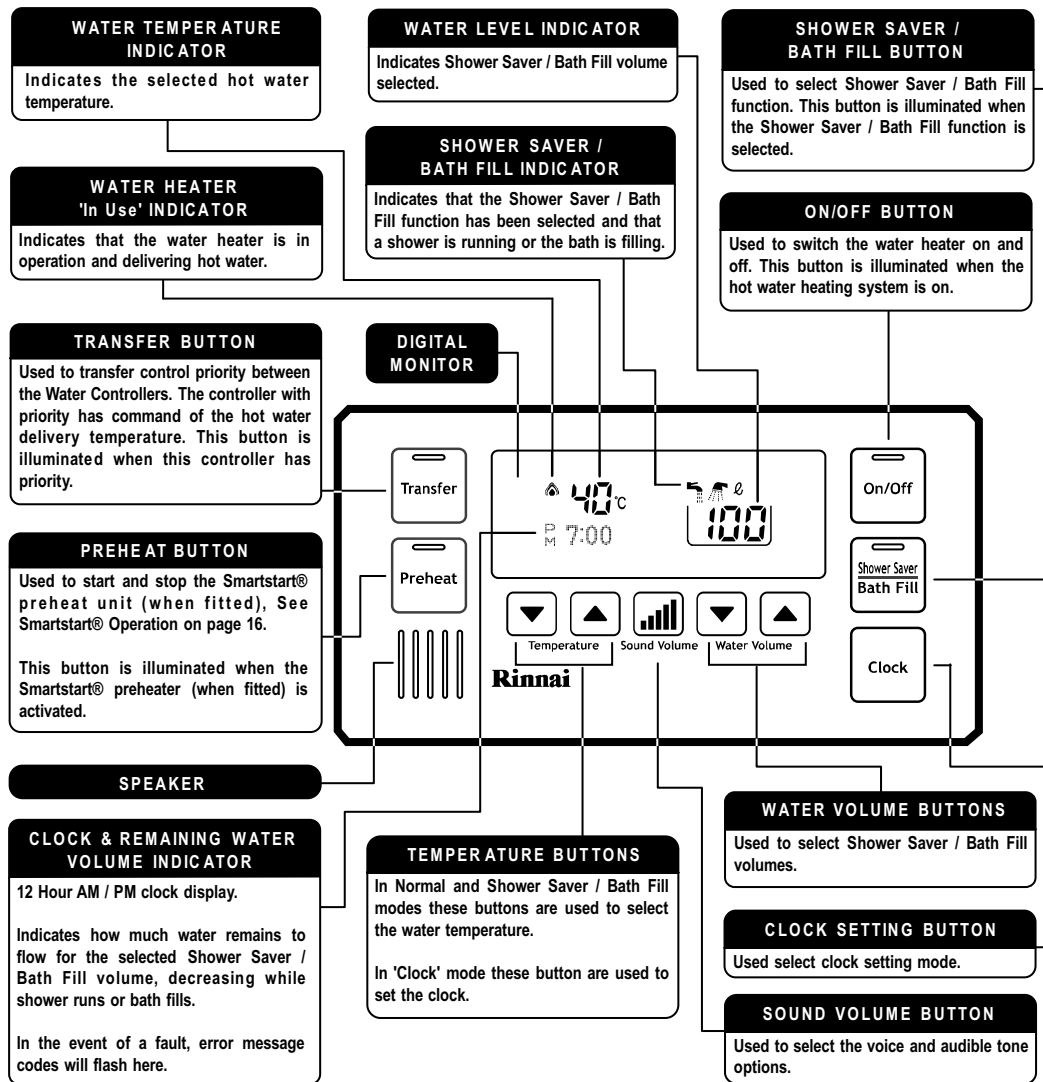 WATER TEMPERATURE
INDICATOR
Indicates the selected hot water
temperature.
WATER HEATER
'In Use' INDICATOR
Indicates that the water heater is in
operation and delivering hot water.
TRANSFER BUTTON
Used to transfer control priority between
the Water Controllers. The controller with
priority has command of the hot water
delivery temperature. This button is
illuminated when this controller has
priority.
PREHEAT BUTTON
Used to start and stop the Smartstart®
preheat unit (when fitted), See
Smartstart® Operation on page 16.
This button is illuminated when the
Smartstart® preheater (when fitted) is
activated.
SPEAKER
CLOCK & REMAINING WATER
VOLUME INDICATOR
12 Hour AM / PM clock display.
Indicates how much water remains to
flow for the selected Shower Saver /
Bath Fill volume, decreasing while
shower runs or bath fills.
In the event of a fault, error message
codes will flash here.
WATER LEVEL INDICATOR
Indicates Shower Saver / Bath Fill volume
selected.
SHOWER SAVER /
BATH FILL INDICATOR
Indicates that the Shower Saver / Bath
Fill function has been selected and that
a shower is running or the bath is filling.
DIGITAL
MONITOR
SHOWER SAVER /
BATH FILL BUTTON
Used to select Shower Saver / Bath Fill
function. This button is illuminated when
the Shower Saver / Bath Fill function is
selected.
ON/OFF BUTTON
Used to switch the water heater on and
off. This button is illuminated when the
hot water heating system is on.
Transfer
Preheat
40°C
PM 7:00
ℓ
100
On/Off
Shower Saver
Bath Fill
Clock
Temperature
Sound Volume
Water Volume
Rinnai
TEMPERATURE BUTTONS
In Normal and Shower Saver / Bath Fill
modes these buttons are used to select
the water temperature.
In 'Clock' mode these button are used to
set the clock.
WATER VOLUME BUTTONS
Used to select Shower Saver / Bath Fill
volumes.
CLOCK SETTING BUTTON
Used select clock setting mode.
SOUND VOLUME BUTTON
Used to select the voice and audible tone
options.